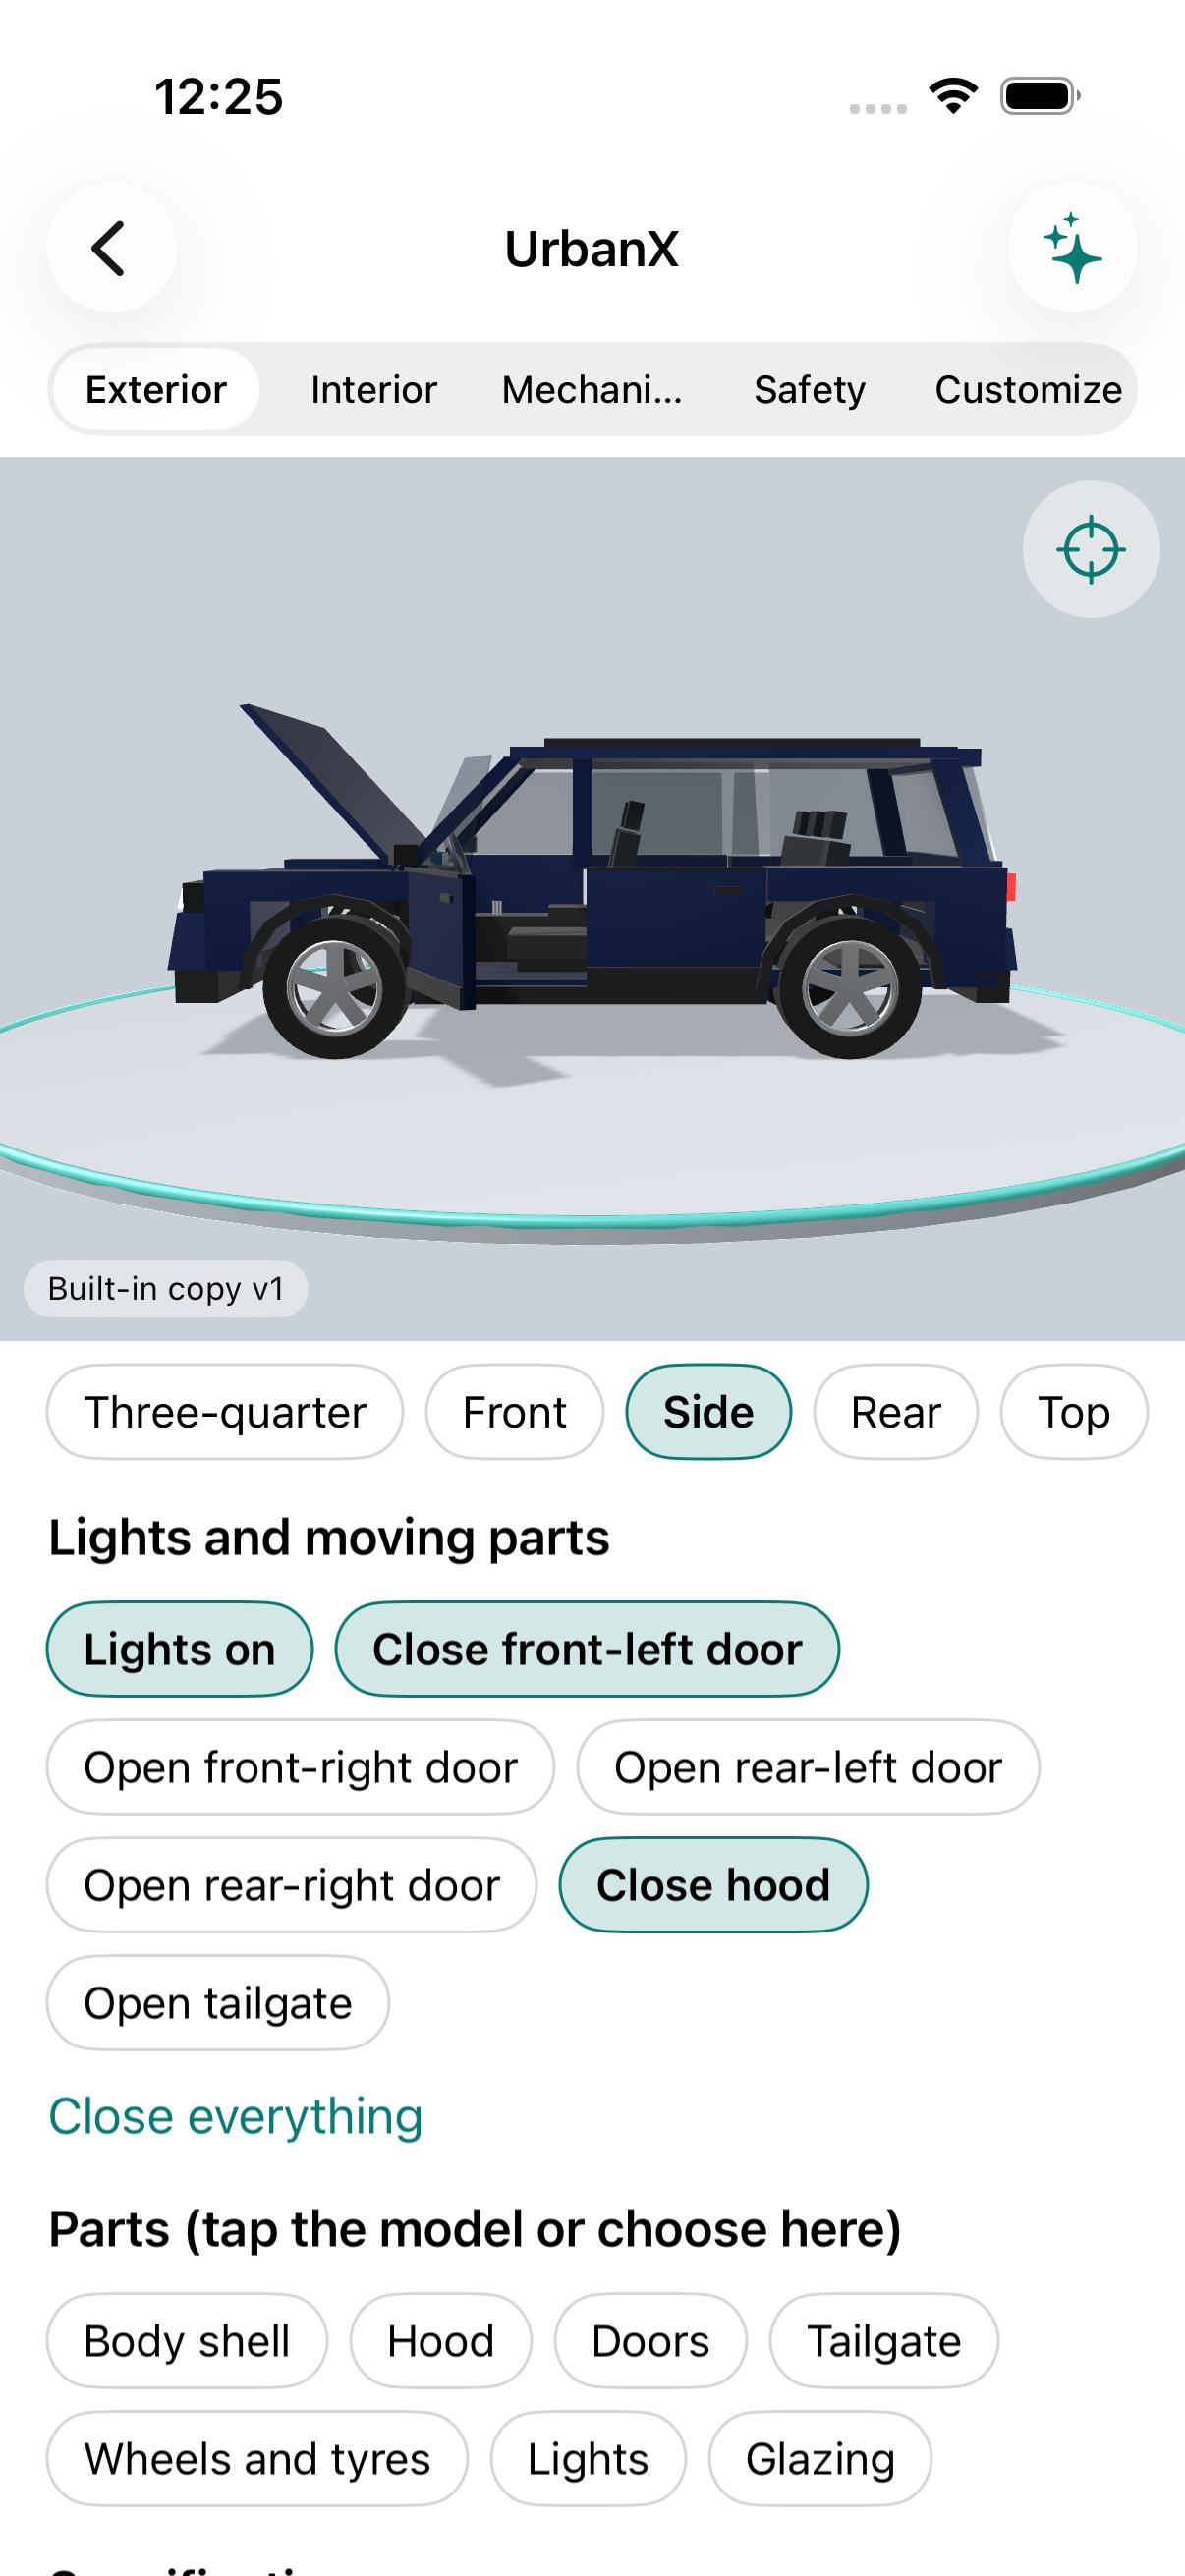 12:25
UrbanX
Exterior Interior Mechani... Safety Customize
Built-in copy v1
Three-quarter Front Side Rear Top
Lights and moving parts
Lights on Close front-left door
Open front-right door Open rear-left door
Open rear-right door Close hood
Open tailgate
Close everything
Parts (tap the model or choose here)
Body shell Hood Doors Tailgate
Wheels and tyres Lights Glazing